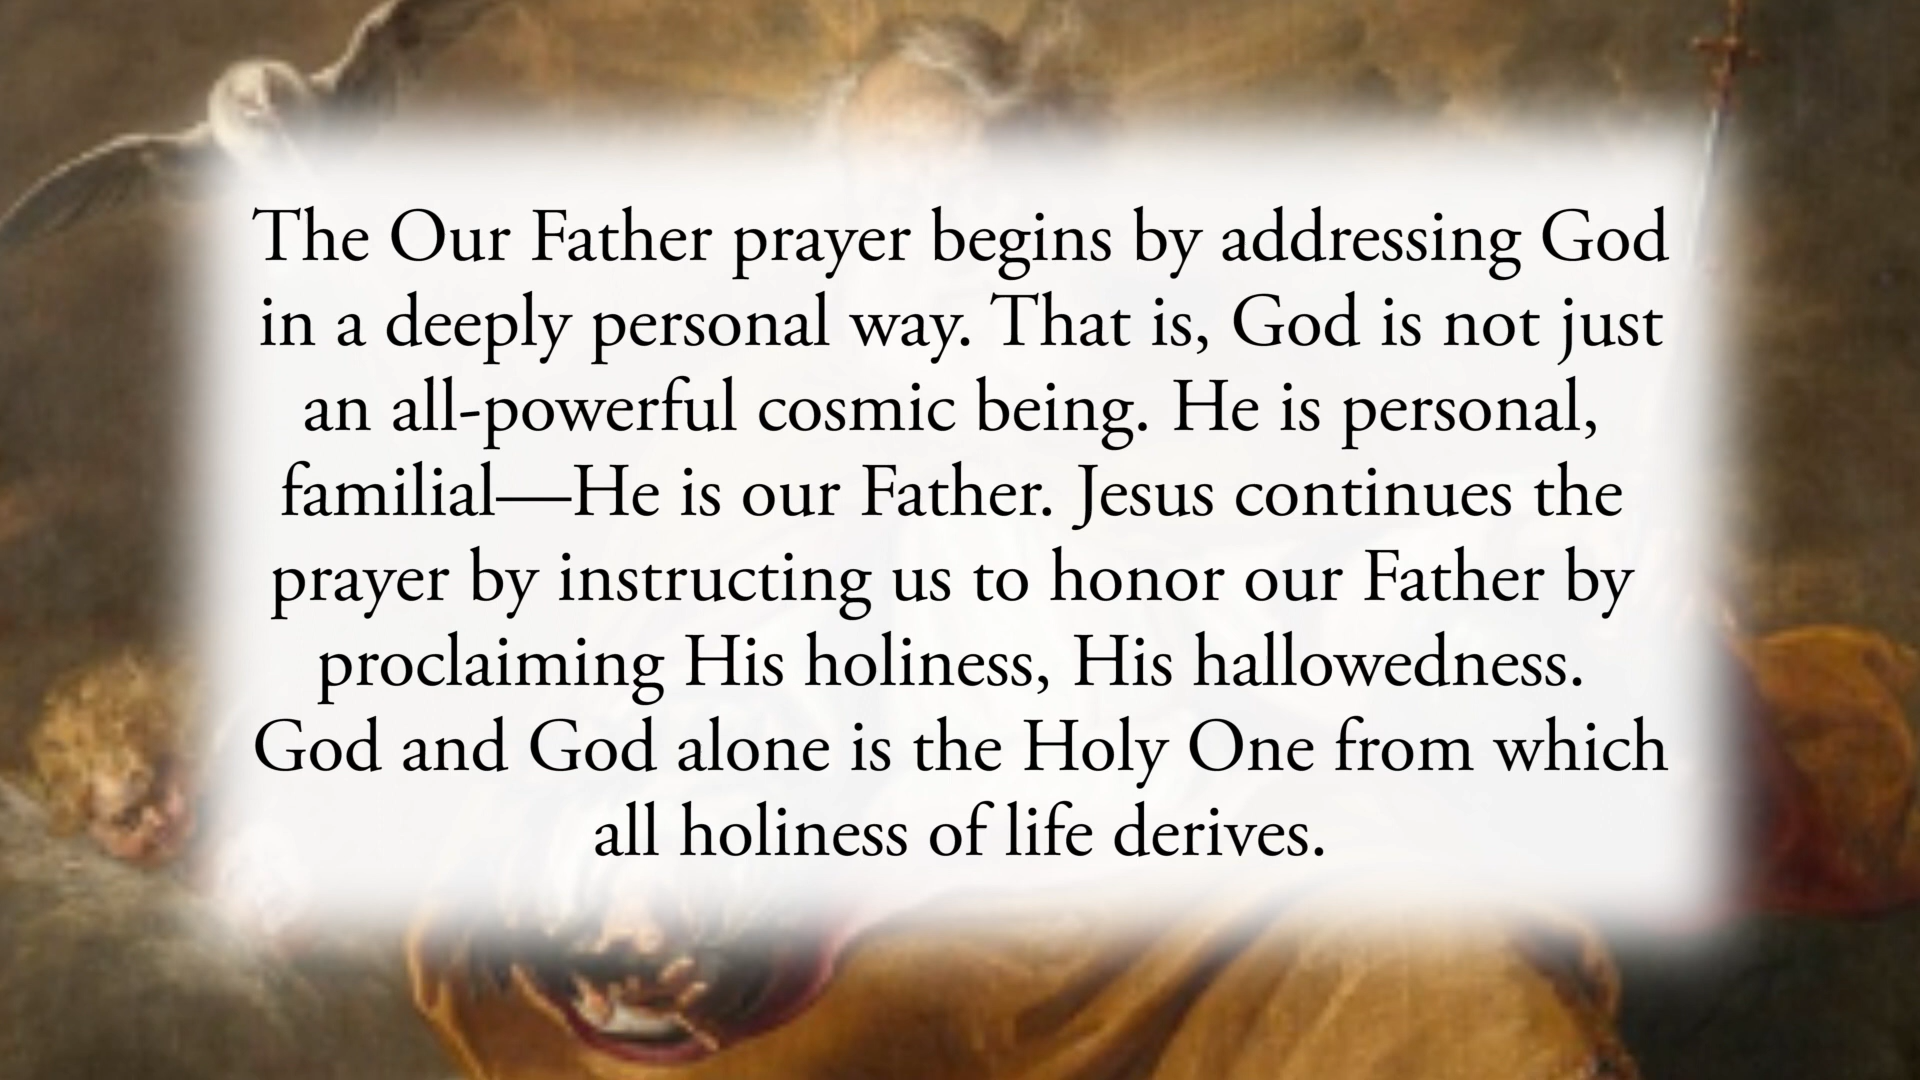 The Our Father prayer begins by addressing God
in a deeply personal way. That is, God is not just
an all-powerful cosmic being. He is personal,
familial—He is our Father. Jesus continues the
prayer by instructing us to honor our Father by
proclaiming His holiness, His hallowedness.
God and God alone is the Holy One from which
all holiness of life derives.